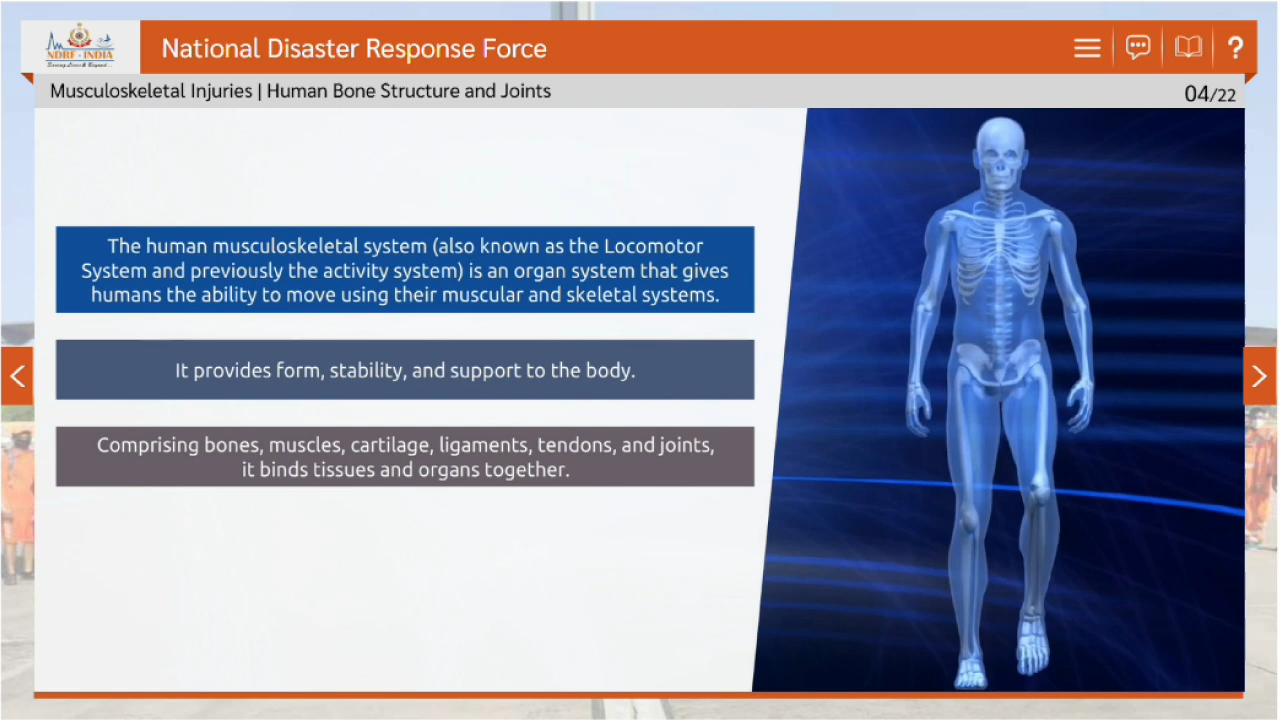 NDRF - INDIA
Saving Lives & Beyond...
National Disaster Response Force
?
Musculoskeletal Injuries | Human Bone Structure and Joints
04/22
The human musculoskeletal system (also known as the Locomotor
System and previously the activity system) is an organ system that gives
humans the ability to move using their muscular and skeletal systems.
It provides form, stability, and support to the body.
Comprising bones, muscles, cartilage, ligaments, tendons, and joints,
it binds tissues and organs together.